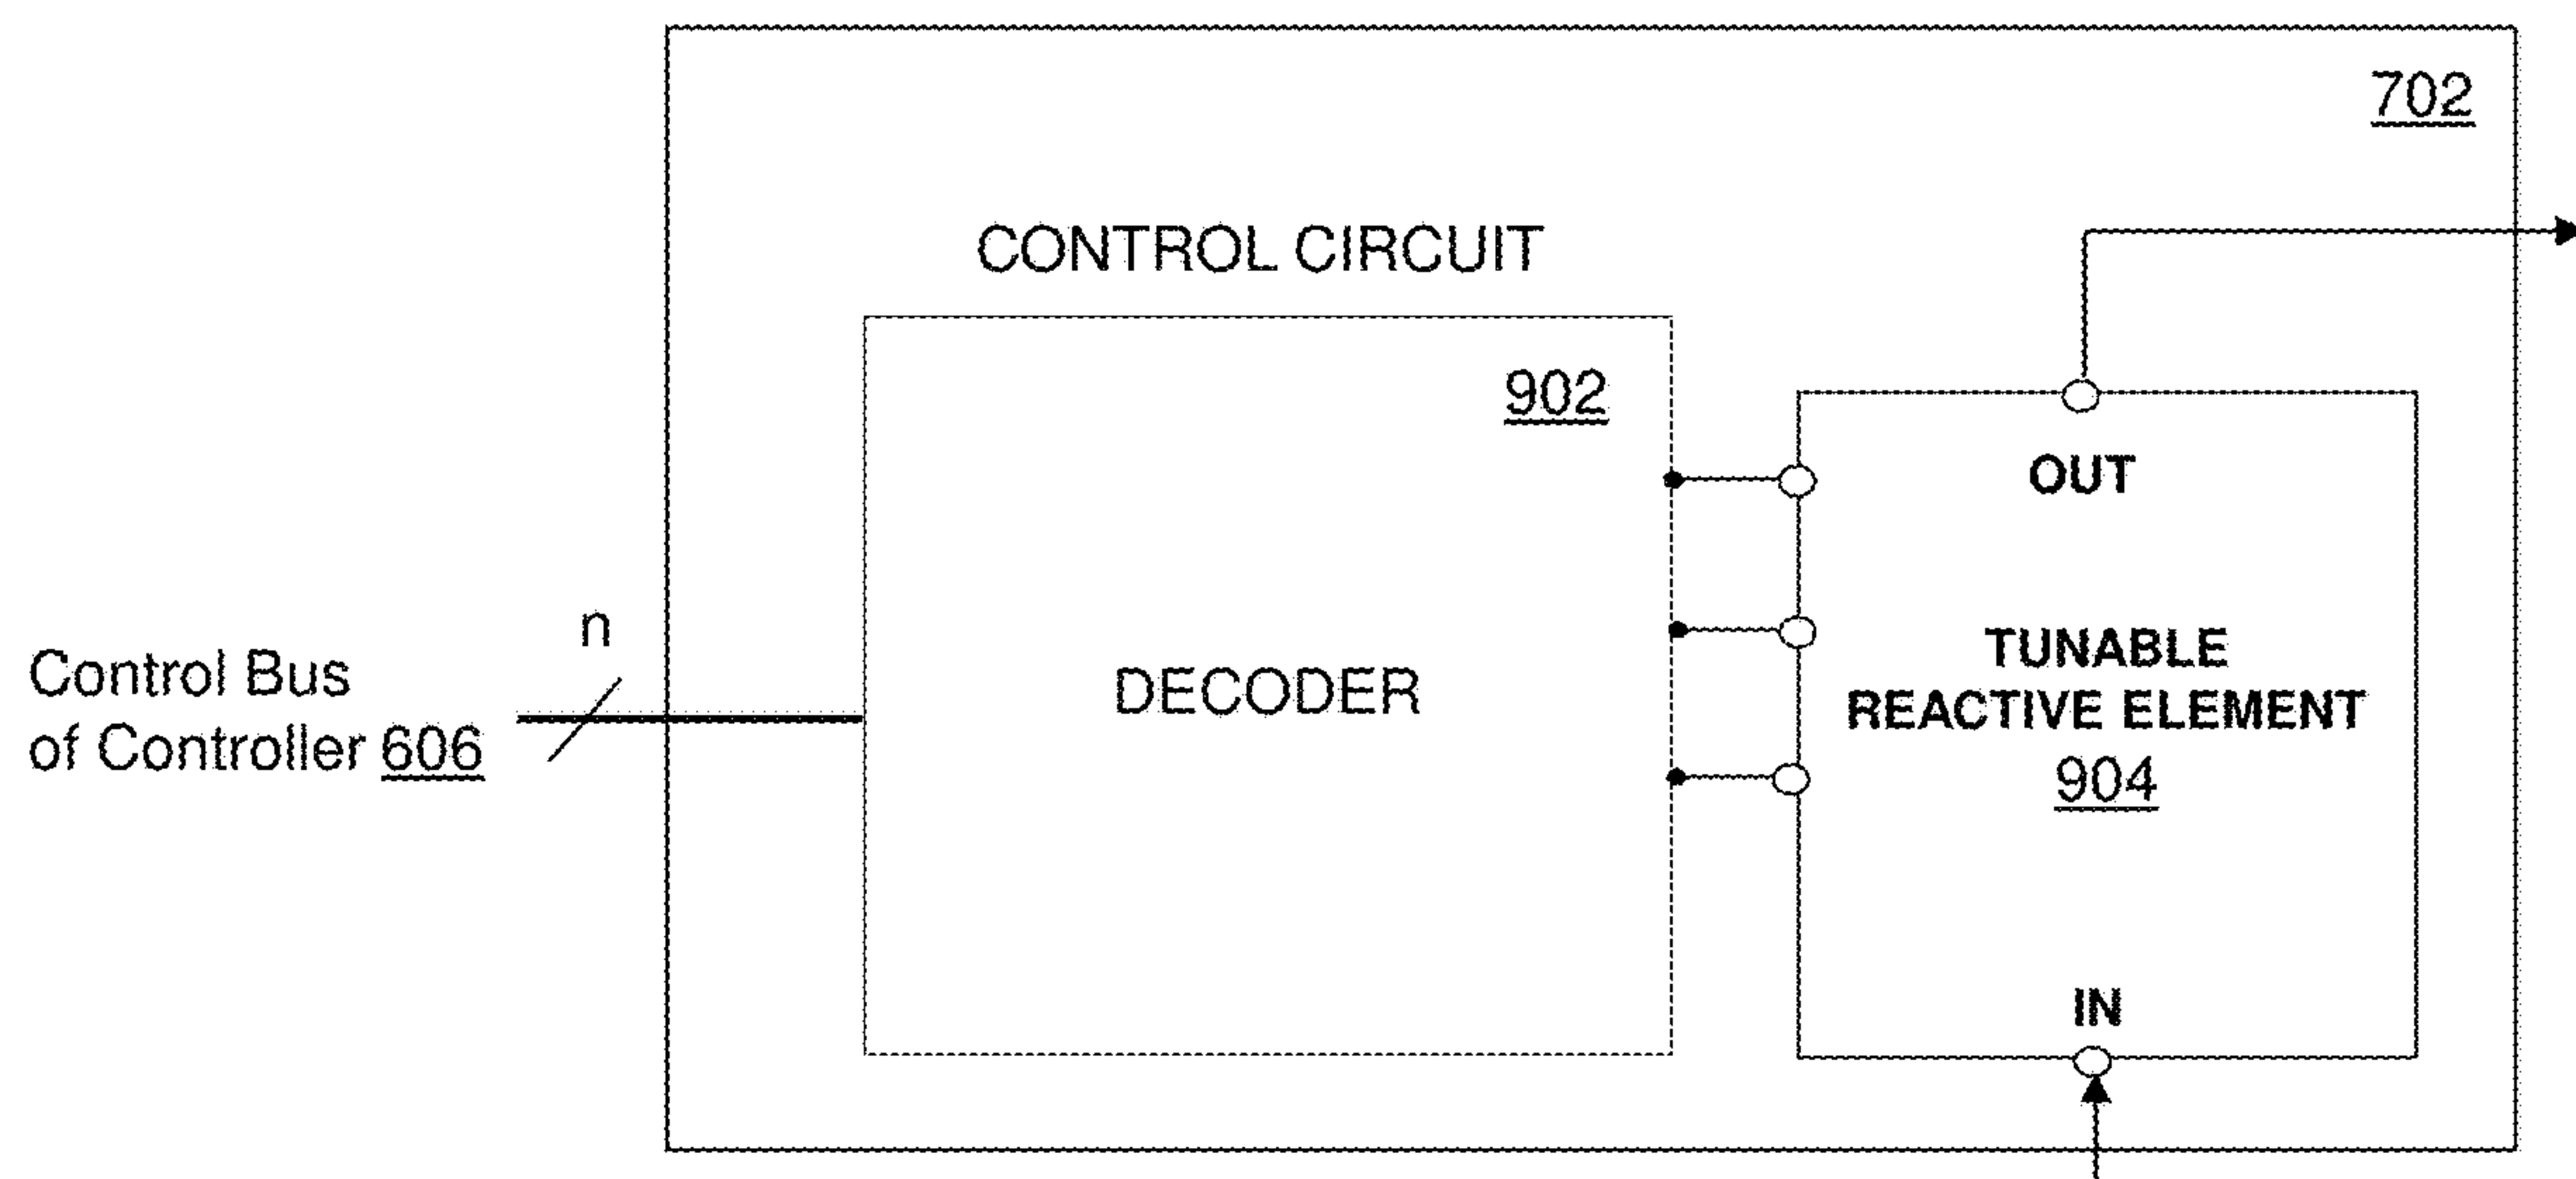 702
CONTROL CIRCUIT
902
OUT
n
Control Bus
of Controller 606
DECODER
TUNABLE
REACTIVE ELEMENT
904
IN